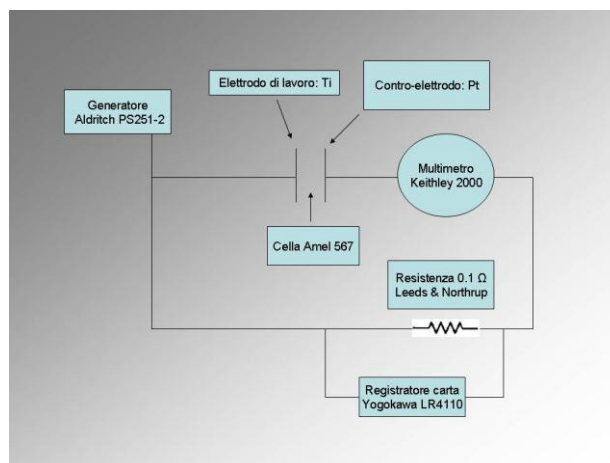 Elettrodo di lavoro: Ti
Contro-elettrodo: Pt
Generatore
Aldritch PS251-2
Multimetro
Keithley 2000
Cella Amel 567
Resistenza 0.1 Ω
Leeds & Northrup
Registratore carta
Yogokawa LR4110